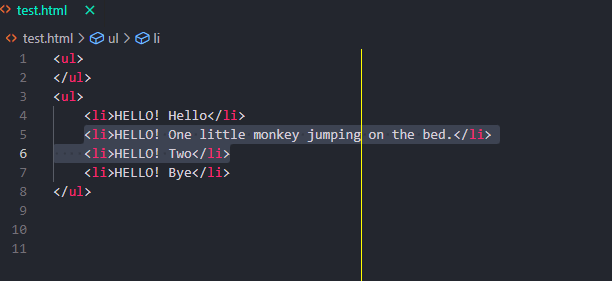 test.html
test.html > ul > li
1 <ul>
2 </ul>
3 <ul>
4     <li>HELLO! Hello</li>
5     <li>HELLO! One little monkey jumping on the bed.</li>
6     <li>HELLO! Two</li>
7     <li>HELLO! Bye</li>
8 </ul>
9
10
11